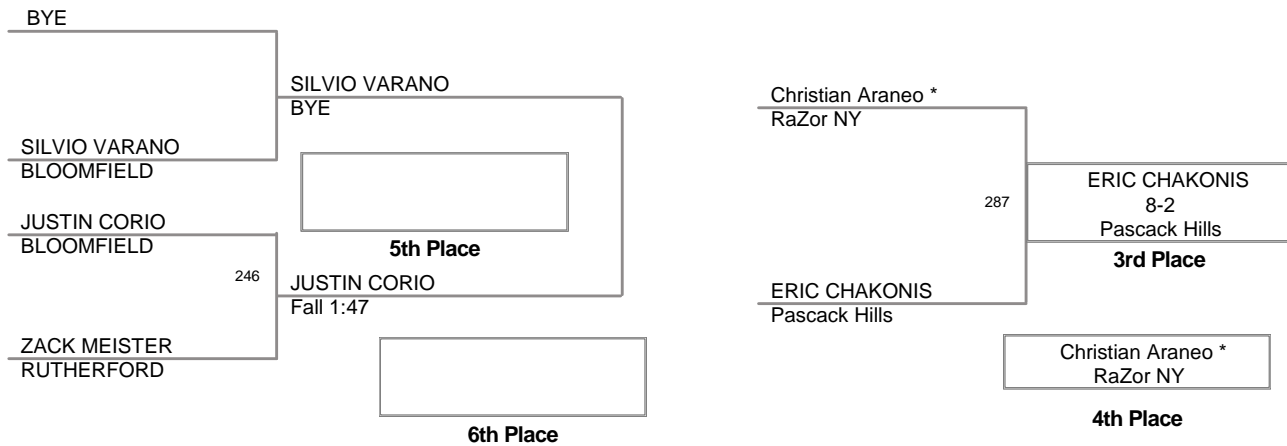 BYE
SILVIO VARANO
BYE
SILVIO VARANO
BLOOMFIELD
JUSTIN CORIO
BLOOMFIELD
5th Place
246
JUSTIN CORIO
Fall 1:47
ZACK MEISTER
RUTHERFORD
6th Place
Christian Araneo *
RaZor NY
287
ERIC CHAKONIS
8-2
Pascack Hills
3rd Place
ERIC CHAKONIS
Pascack Hills
Christian Araneo *
RaZor NY
4th Place